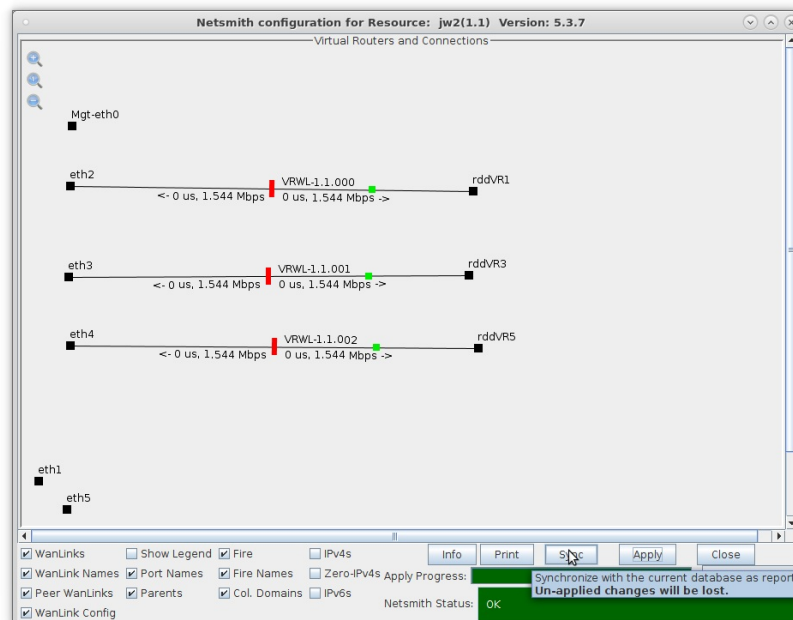 Netsmith configuration for Resource: jw2(1.1) Version: 5.3.7
Virtual Routers and Connections
Mgt-eth0
eth2
VRWL-1.1.000
rddVR1
<- 0 us, 1.544 Mbps
0 us, 1.544 Mbps ->
eth3
VRWL-1.1.001
rddVR3
<- 0 us, 1.544 Mbps
0 us, 1.544 Mbps ->
eth4
VRWL-1.1.002
rddVR5
<- 0 us, 1.544 Mbps
0 us, 1.544 Mbps ->
eth1
eth5
WanLinks
Show Legend
Fire
IPv4s
Info
Print
Sync
Apply
Close
WanLink Names
Port Names
Fire Names
Zero-IPv4s
Apply Progress:
Synchronize with the current database as report
Peer WanLinks
Parents
Col. Domains
IPv6s
Un-applied changes will be lost.
Netsmith Status:
OK
WanLink Config